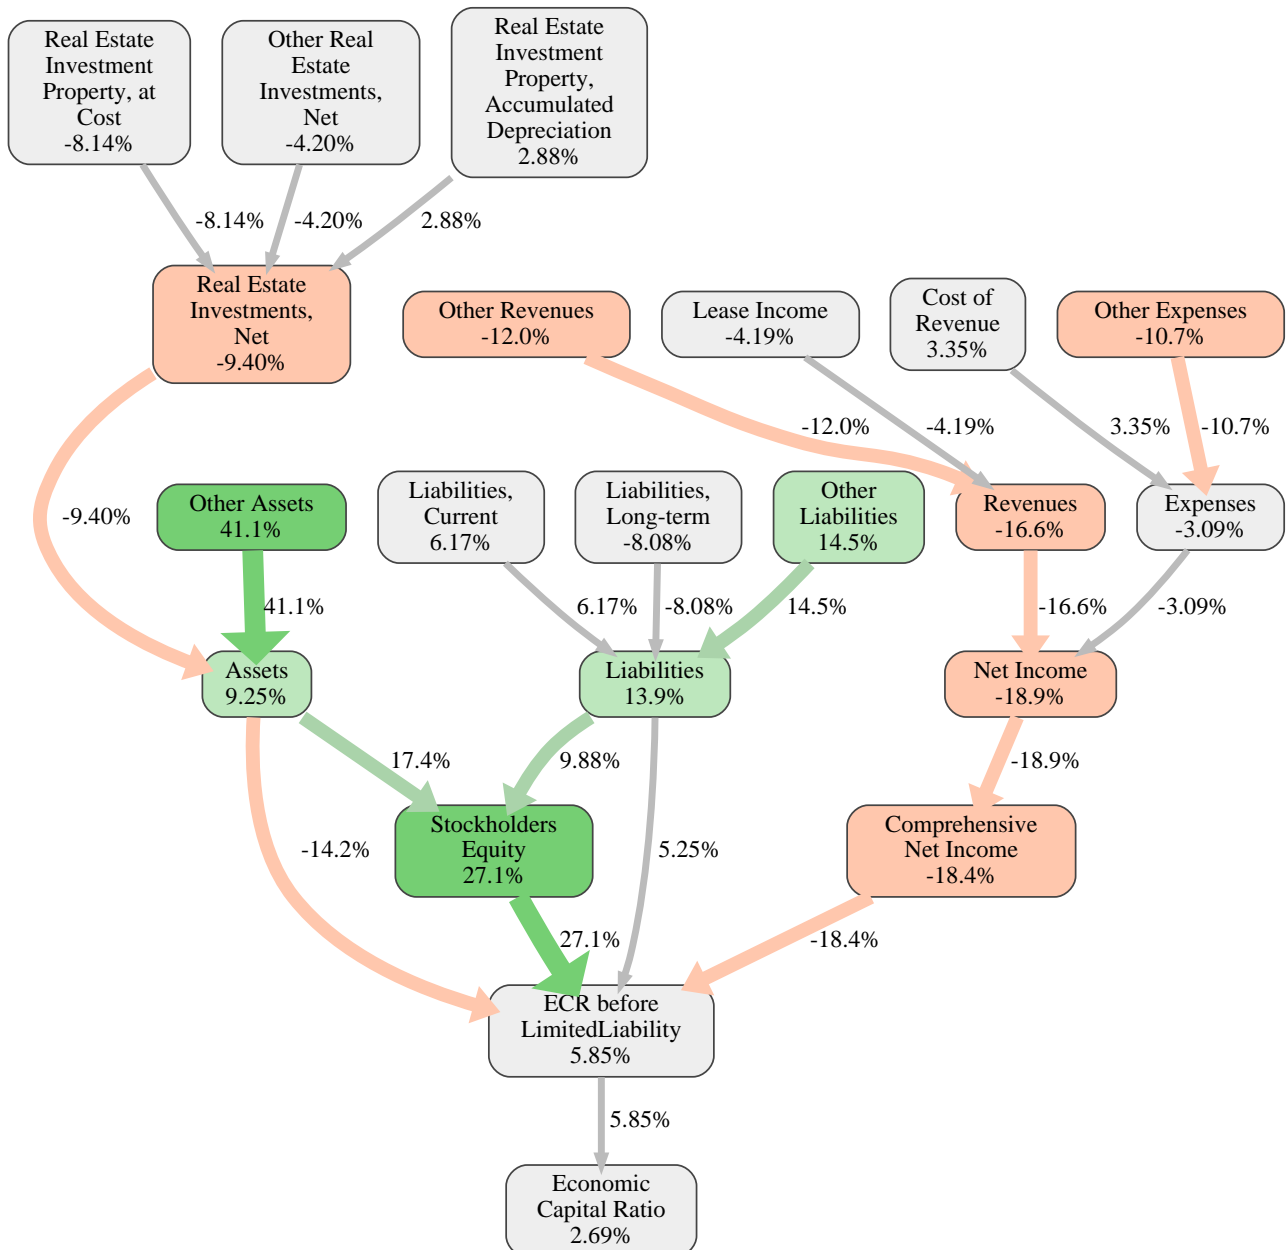 Real Estate
Investment
Property, at
Cost
-8.14%
Other Real
Estate
Investments,
Net
-4.20%
Real Estate
Investment
Property,
Accumulated
Depreciation
2.88%
-8.14%
-4.20%
2.88%
Real Estate
Investments,
Net
-9.40%
Other Revenues
-12.0%
Lease Income
-4.19%
Cost of
Revenue
3.35%
Other Expenses
-10.7%
-12.0%
-4.19%
3.35%
-10.7%
-9.40%
Other Assets
41.1%
Liabilities,
Current
6.17%
Liabilities,
Long-term
-8.08%
Other
Liabilities
14.5%
Revenues
-16.6%
Expenses
-3.09%
41.1%
6.17%
-8.08%
14.5%
-16.6%
-3.09%
Assets
9.25%
Liabilities
13.9%
Net Income
-18.9%
17.4%
9.88%
-18.9%
-14.2%
Stockholders
Equity
27.1%
5.25%
Comprehensive
Net Income
-18.4%
27.1%
-18.4%
ECR before
LimitedLiability
5.85%
5.85%
Economic
Capital Ratio
2.69%